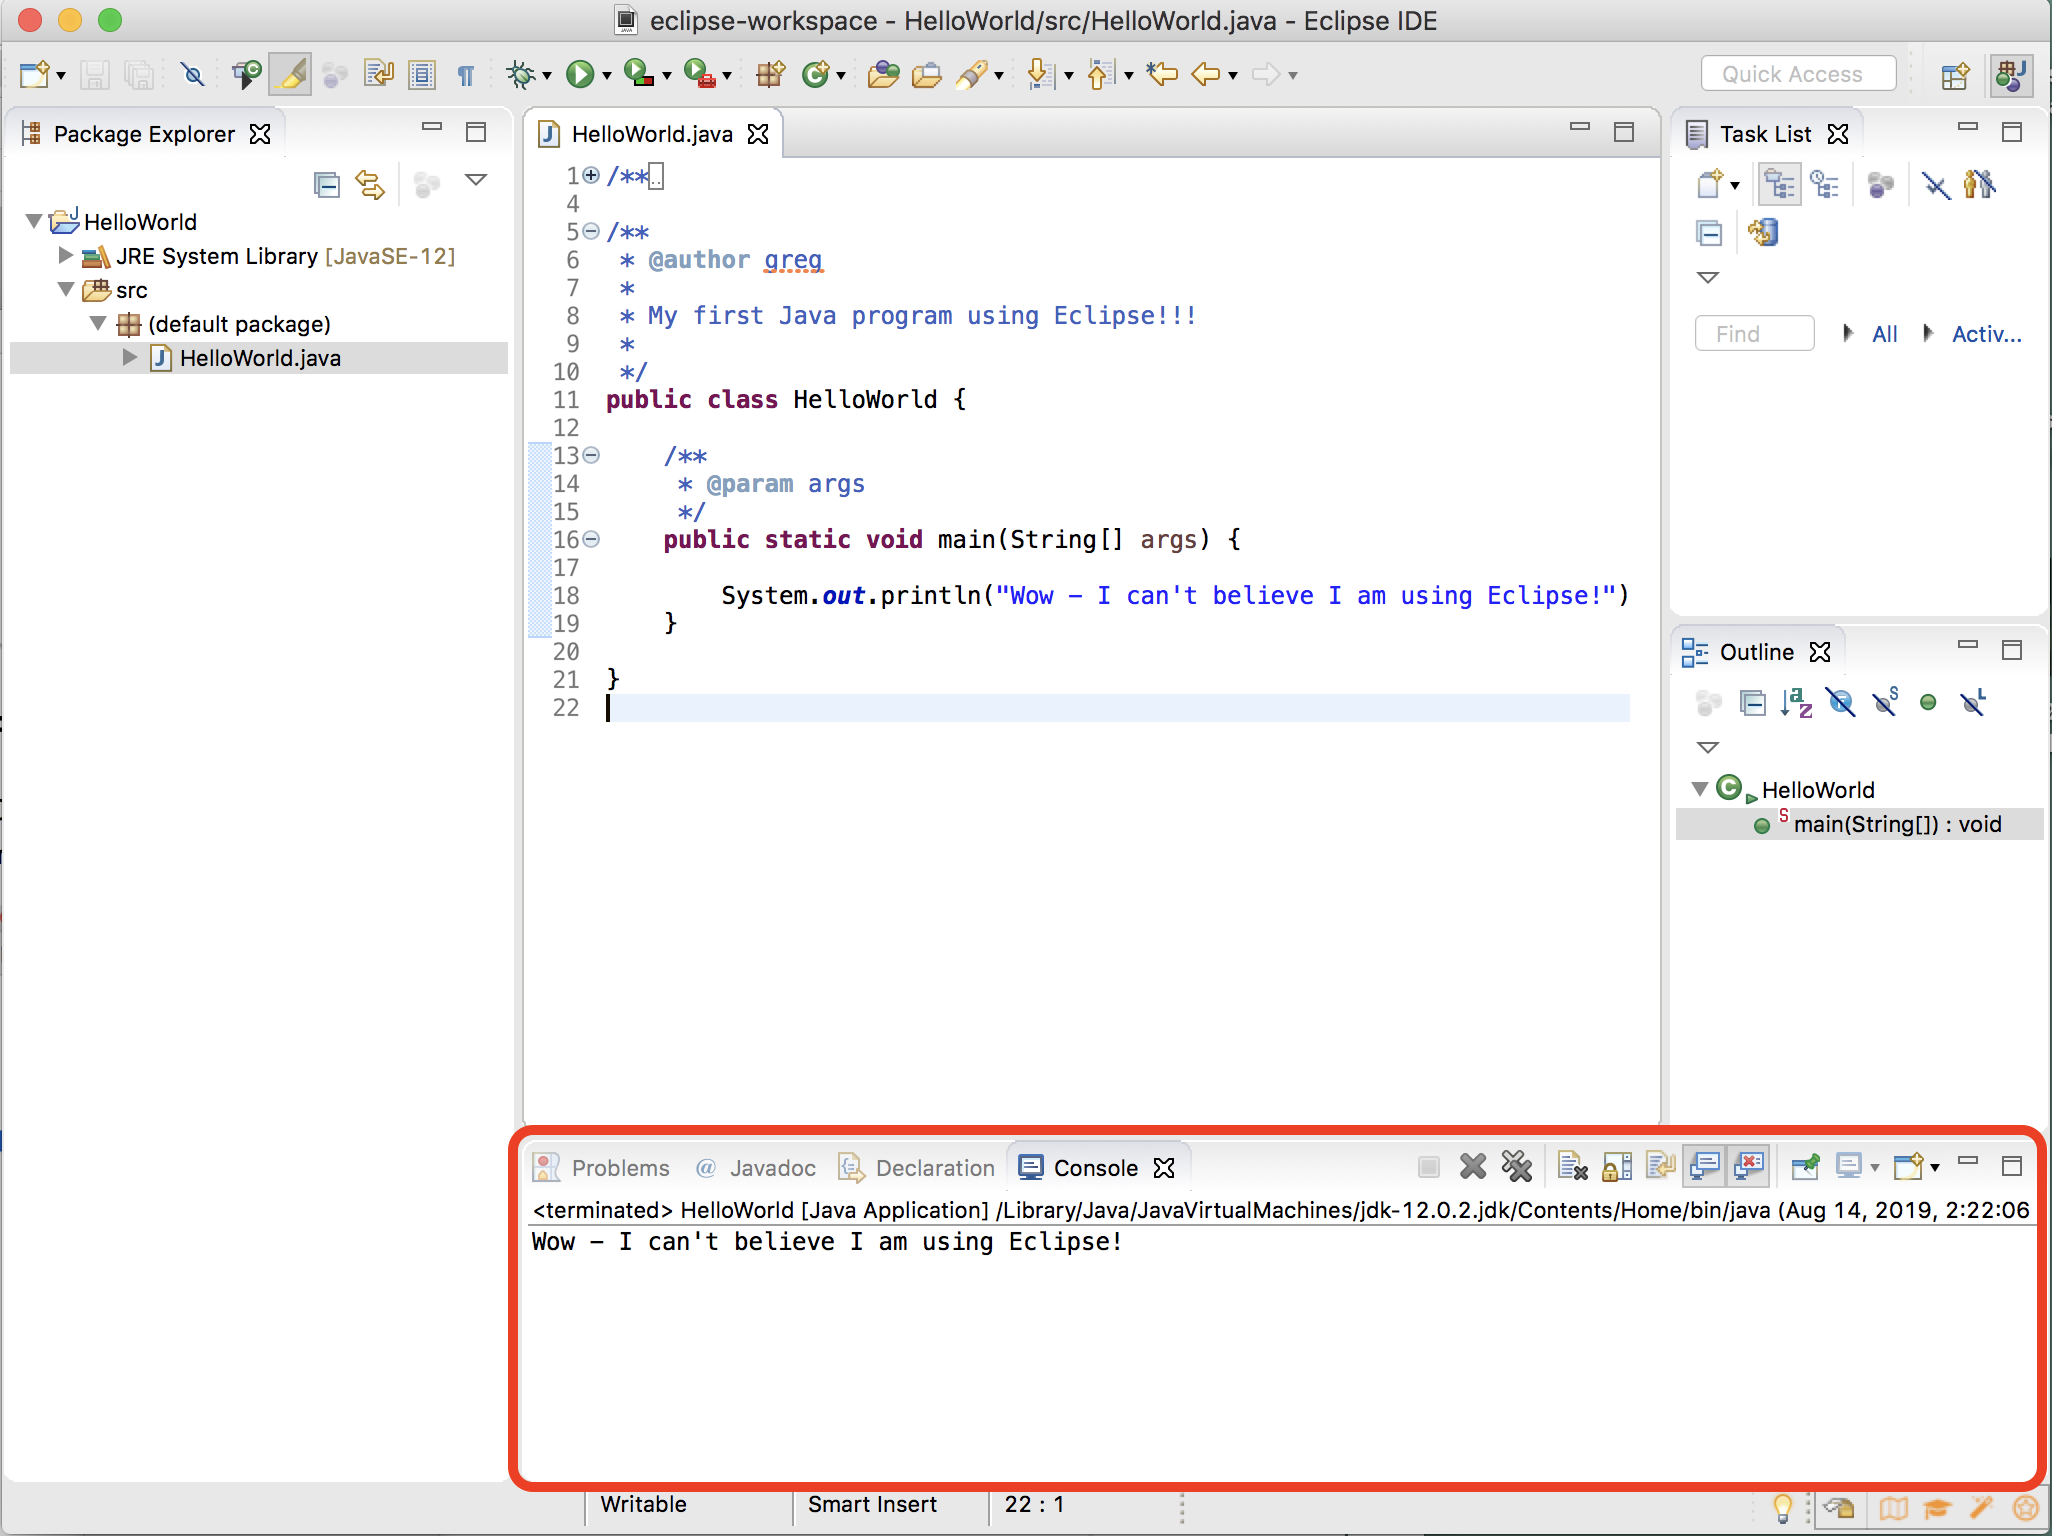 eclipse-workspace - HelloWorld/src/HelloWorld.java - Eclipse IDE
Quick Access
Package Explorer
HelloWorld
JRE System Library [JavaSE-12]
src
(default package)
HelloWorld.java
HelloWorld.java
1 /**
4
5 /**
6  * @author greg
7  *
8  * My first Java program using Eclipse!!!
9  *
10  */
11 public class HelloWorld {
12
13     /**
14      * @param args
15      */
16     public static void main(String[] args) {
17
18         System.out.println("Wow - I can't believe I am using Eclipse!")
19     }
20
21 }
22
Task List
Find
All
Activ...
Outline
HelloWorld
main(String[]) : void
Problems
Javadoc
Declaration
Console
<terminated> HelloWorld [Java Application] /Library/Java/JavaVirtualMachines/jdk-12.0.2.jdk/Contents/Home/bin/java (Aug 14, 2019, 2:22:06
Wow - I can't believe I am using Eclipse!
Writable
Smart Insert
22 : 1